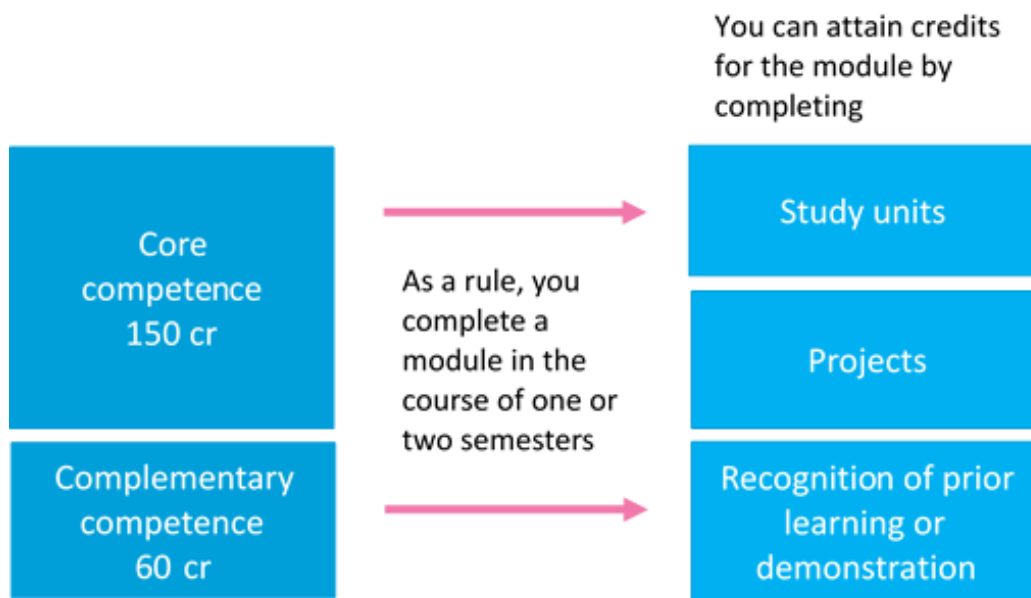 You can attain credits
for the module by
completing
Core
competence
150 cr
Study units
As a rule, you
complete a
module in the
course of one or
two semesters
Projects
Complementary
competence
60 cr
Recognition of prior
learning or
demonstration